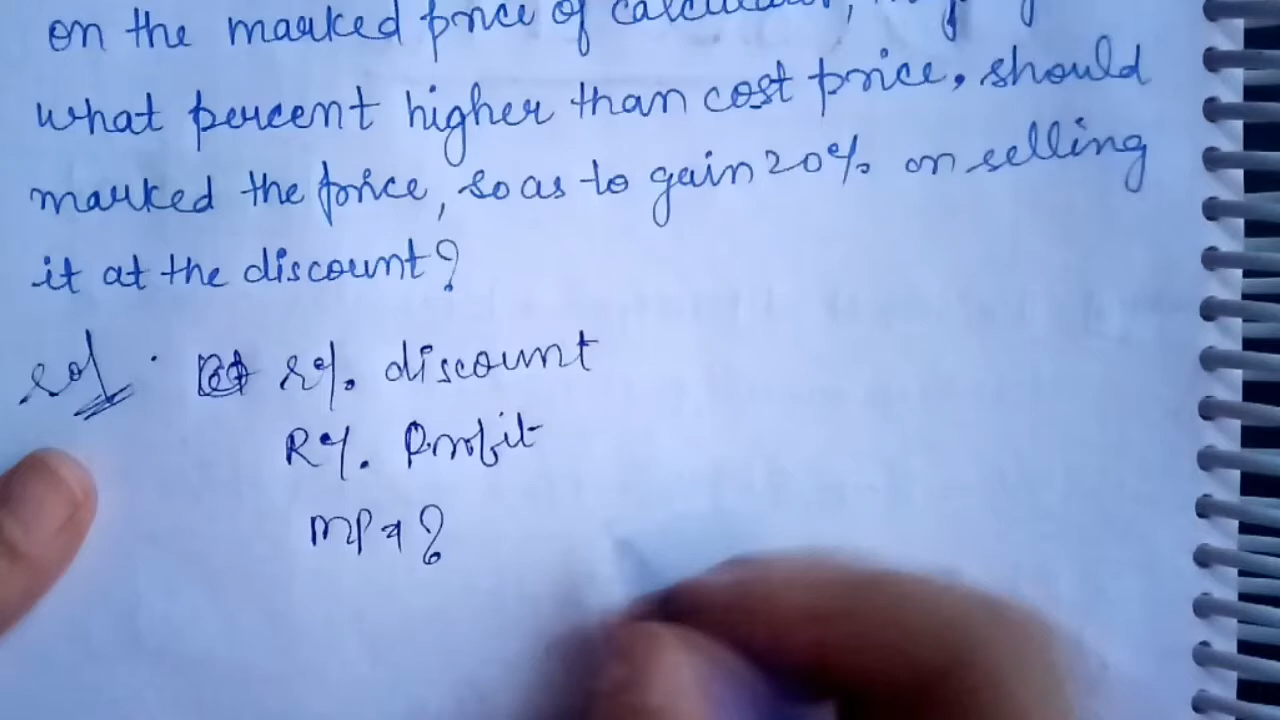 on the marked price of
what percent higher than cost price, should
marked the price, so as to gain 20% on selling
it at the discount?
sol. r% discount
R% Profit
MP = ?